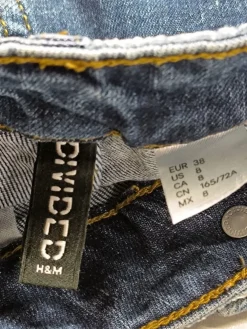 DIVIDED
H&M
EUR 38
US 8
CA 8
CN 165/72A
MX 8